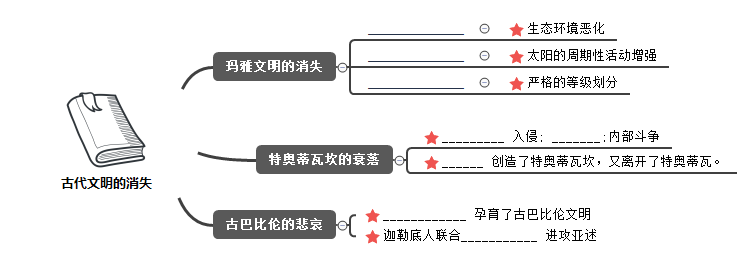 古代文明的消失
玛雅文明的消失
____________ 生态环境恶化
____________ 太阳的周期性活动增强
____________ 严格的等级划分
特奥蒂瓦坎的衰落
_________ 入侵; _______;内部斗争
______ 创造了特奥蒂瓦坎，又离开了特奥蒂瓦。
古巴比伦的悲哀
____________ 孕育了古巴比伦文明
迦勒底人联合___________ 进攻亚述